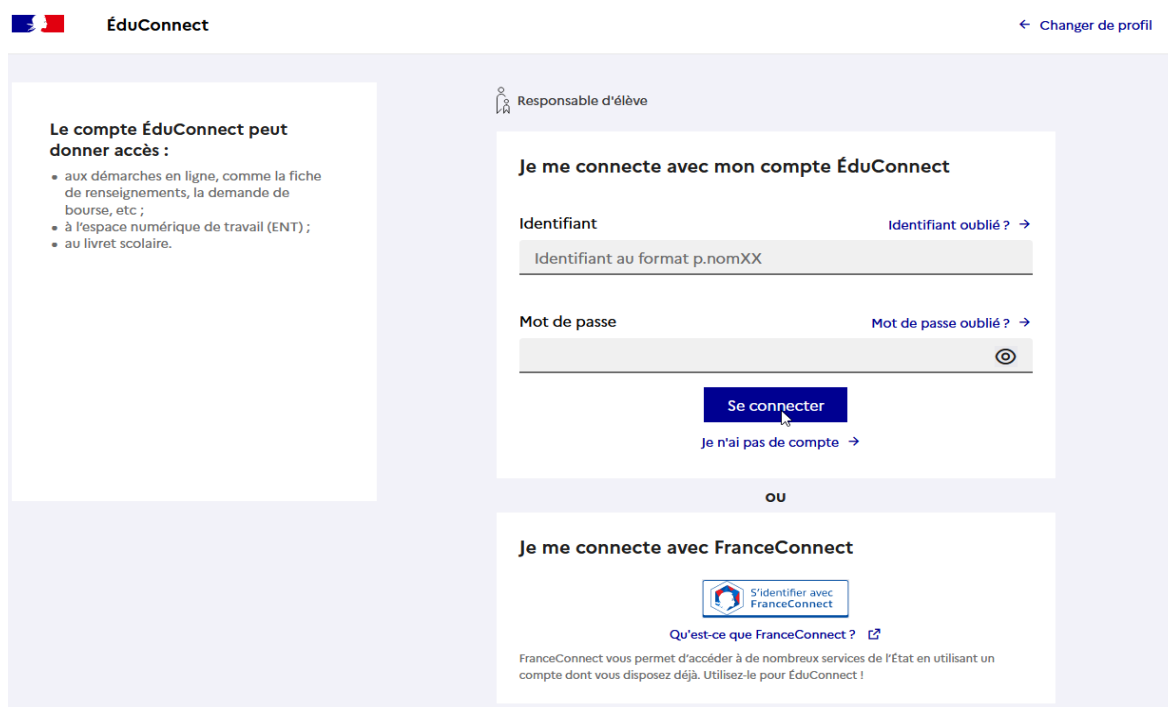 ÉduConnect
← Changer de profil
Le compte ÉduConnect peut
donner accès :
• aux démarches en ligne, comme la fiche
de renseignements, la demande de
bourse, etc ;
• à l'espace numérique de travail (ENT) ;
• au livret scolaire.
Responsable d'élève
Je me connecte avec mon compte ÉduConnect
Identifiant
Identifiant oublié ? →
Identifiant au format p.nomXX
Mot de passe
Mot de passe oublié ? →
Se connecter
Je n'ai pas de compte →
ou
Je me connecte avec FranceConnect
S'identifier avec
FranceConnect
Qu'est-ce que FranceConnect ?
FranceConnect vous permet d'accéder à de nombreux services de l'État en utilisant un
compte dont vous disposez déjà. Utilisez-le pour ÉduConnect !